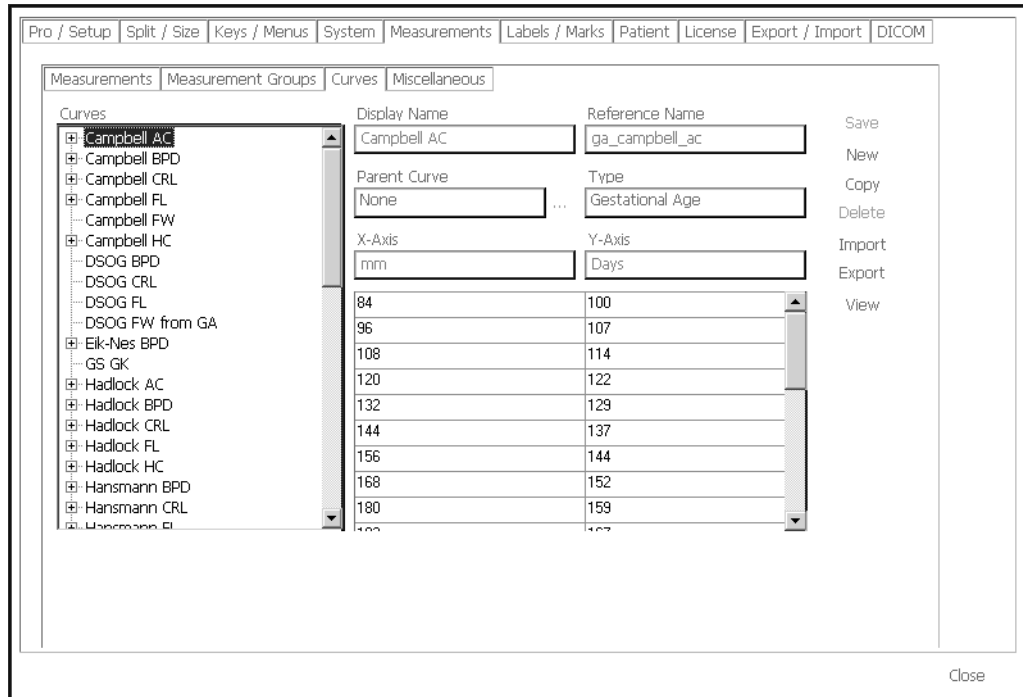 Pro / Setup Split / Size Keys / Menus System Measurements Labels / Marks Patient License Export / Import DICOM
Measurements Measurement Groups Curves Miscellaneous
Curves
Campbell AC
Campbell BPD
Campbell CRL
Campbell FL
Campbell FW
Campbell HC
DSOG BPD
DSOG CRL
DSOG FL
DSOG FW from GA
Eik-Nes BPD
GS GK
Hadlock AC
Hadlock BPD
Hadlock CRL
Hadlock FL
Hadlock HC
Hansmann BPD
Hansmann CRL
Hansmann FL
Display Name Reference Name
Campbell AC ga_campbell_ac
Parent Curve Type
None ... Gestational Age
X-Axis Y-Axis
mm Days
84 100
96 107
108 114
120 122
132 129
144 137
156 144
168 152
180 159
192 167
Save
New
Copy
Delete
Import
Export
View
Close